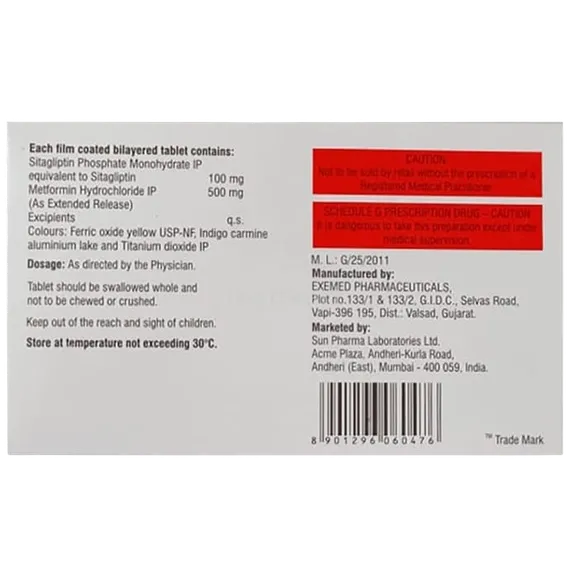 Each film coated bilayered tablet contains:
Sitagliptin Phosphate Monohydrate IP
equivalent to Sitagliptin 100 mg
Metformin Hydrochloride IP 500 mg
(As Extended Release)
Excipients q.s.
Colours: Ferric oxide yellow USP-NF, Indigo carmine
aluminium lake and Titanium dioxide IP
Dosage: As directed by the Physician.
Tablet should be swallowed whole and
not to be chewed or crushed.
Keep out of the reach and sight of children.
Store at temperature not exceeding 30°C.
CAUTION
Not to be sold by retail without the prescription of a
Registered Medical Practitioner.
SCHEDULE G PRESCRIPTION DRUG – CAUTION
It is dangerous to take this preparation except under
medical supervision.
M. L.: G/25/2011
Manufactured by:
EXEMED PHARMACEUTICALS,
Plot no.133/1 & 133/2, G.I.D.C., Selvas Road,
Vapi-396 195, Dist.: Valsad, Gujarat.
Marketed by:
Sun Pharma Laboratories Ltd.
Acme Plaza, Andheri-Kurla Road,
Andheri (East), Mumbai - 400 059, India.
8 901296 060476
™ Trade Mark